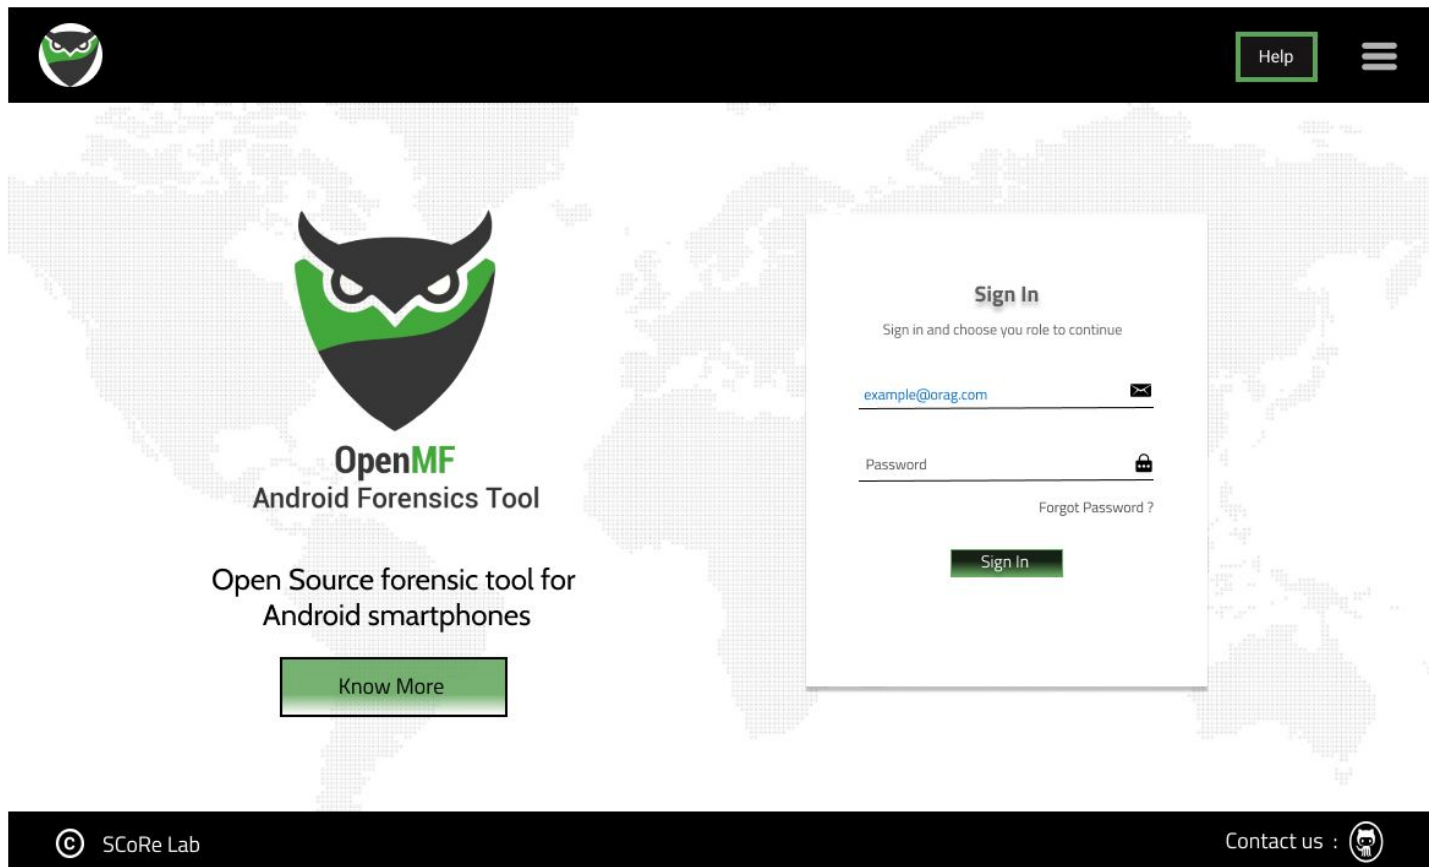 Help
OpenMF
Android Forensics Tool
Open Source forensic tool for
Android smartphones
Know More
Sign In
Sign in and choose you role to continue
example@orag.com
Password
Forgot Password ?
Sign In
© SCoRe Lab
Contact us :